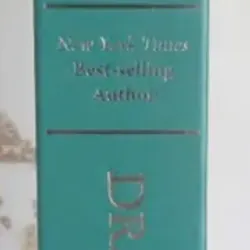 New York Times
Best-selling
Author
DR